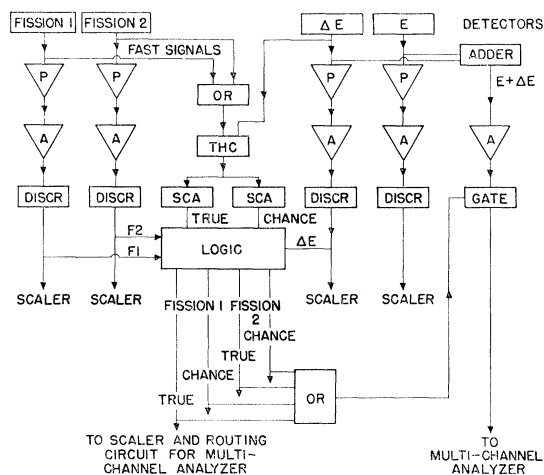 FISSION 1 FISSION 2 Δ E E DETECTORS
FAST SIGNALS
ADDER
E + ΔE
P P OR P P
THC
A A A A A
DISCR DISCR SCA SCA DISCR DISCR GATE
TRUE CHANCE
F2
LOGIC
ΔE
F1
SCALER SCALER SCALER SCALER
FISSION 1 FISSION
2
CHANCE
TRUE
CHANCE
OR
TRUE
TO SCALER AND ROUTING
CIRCUIT FOR MULTI-
CHANNEL ANALYZER
TO
MULTI-CHANNEL
ANALYZER